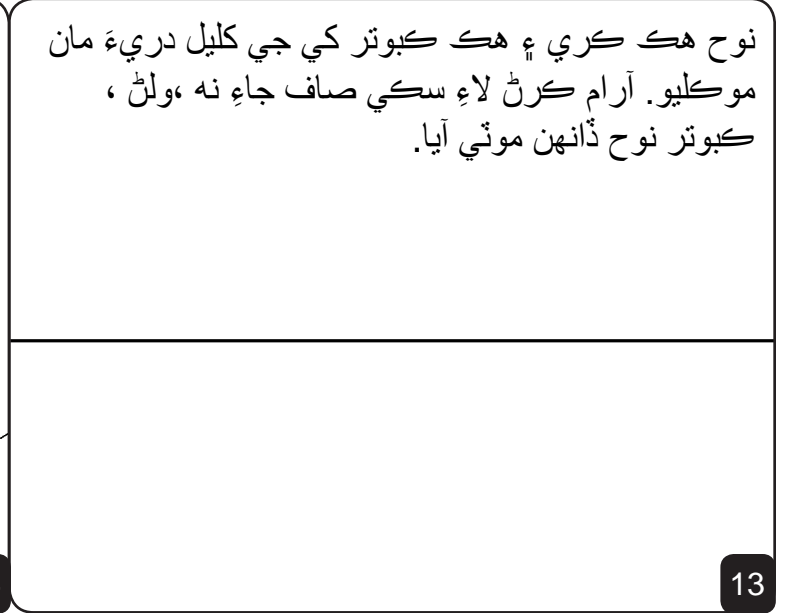 نوح هڪ ڪري ۽ هڪ ڪبوتر کي جي کليل دريءَ مان
موڪليو. آرام ڪرڻ لاءِ سڪي صاف جاءِ نه ،ولڻ ،
ڪبوتر نوح ڏانهن موٽي آيا.
13